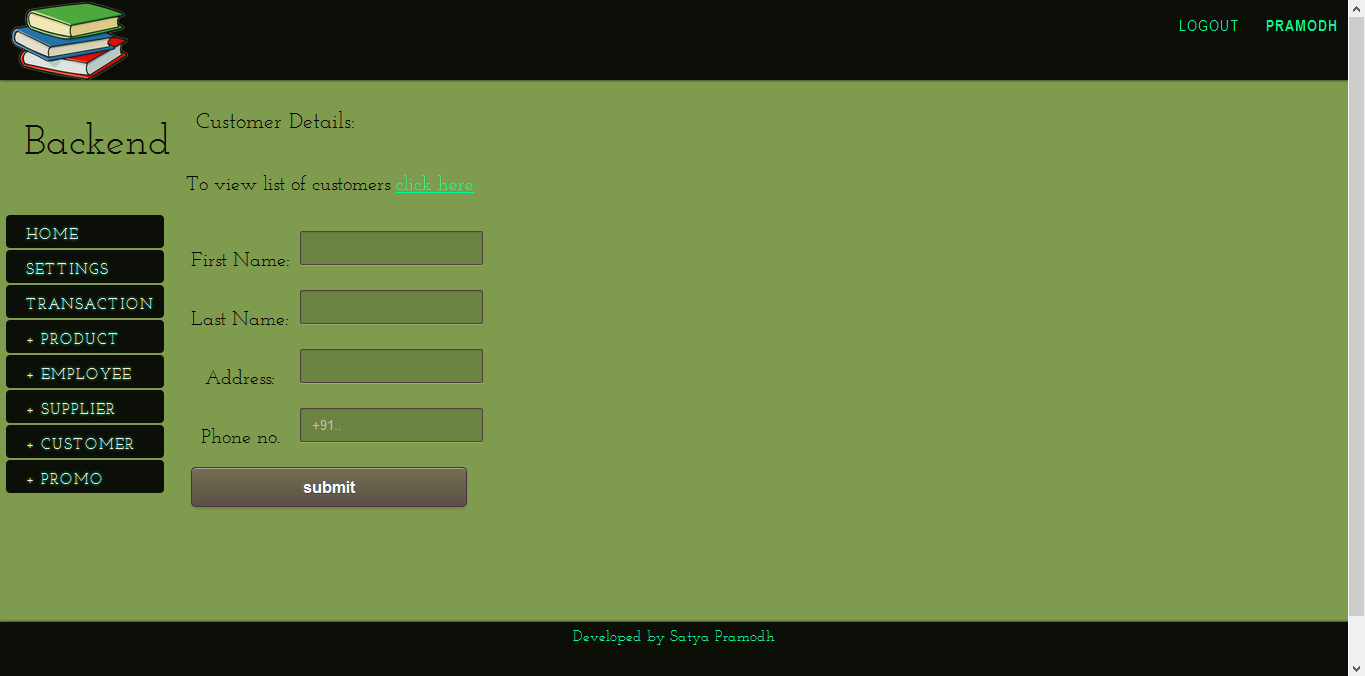 LOGOUT PRAMODH
Backend
Customer Details:
To view list of customers click here
HOME
SETTINGS
TRANSACTION
+ PRODUCT
+ EMPLOYEE
+ SUPPLIER
+ CUSTOMER
+ PROMO
First Name:
Last Name:
Address:
Phone no. +91..
submit
Developed by Satya Pramodh